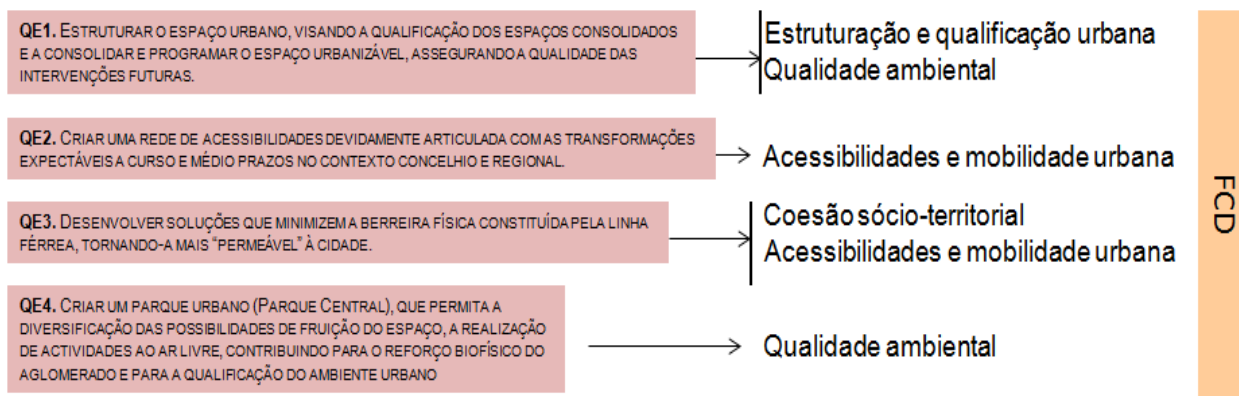 QE1. ESTRUTURAR O ESPAÇO URBANO, VISANDO A QUALIFICAÇÃO DOS ESPAÇOS CONSOLIDADOS
E A CONSOLIDAR E PROGRAMAR O ESPAÇO URBANIZÁVEL, ASSEGURANDO A QUALIDADE DAS
INTERVENÇÕES FUTURAS.
Estruturação e qualificação urbana
Qualidade ambiental
QE2. CRIAR UMA REDE DE ACESSIBILIDADES DEVIDAMENTE ARTICULADA COM AS TRANSFORMAÇÕES
EXPECTÁVEIS A CURSO E MÉDIO PRAZOS NO CONTEXTO CONCELHIO E REGIONAL.
Acessibilidades e mobilidade urbana
QE3. DESENVOLVER SOLUÇÕES QUE MINIMIZEM A BERREIRA FÍSICA CONSTITUÍDA PELA LINHA
FÉRREA, TORNANDO-A MAIS "PERMEÁVEL" À CIDADE.
Coesão sócio-territorial
Acessibilidades e mobilidade urbana
QE4. CRIAR UM PARQUE URBANO (PARQUE CENTRAL), QUE PERMITA A
DIVERSIFICAÇÃO DAS POSSIBILIDADES DE FRUIÇÃO DO ESPAÇO, A REALIZAÇÃO
DE ACTIVIDADES AO AR LIVRE, CONTRIBUINDO PARA O REFORÇO BIOFÍSICO DO
AGLOMERADO E PARA A QUALIFICAÇÃO DO AMBIENTE URBANO
Qualidade ambiental
FCD